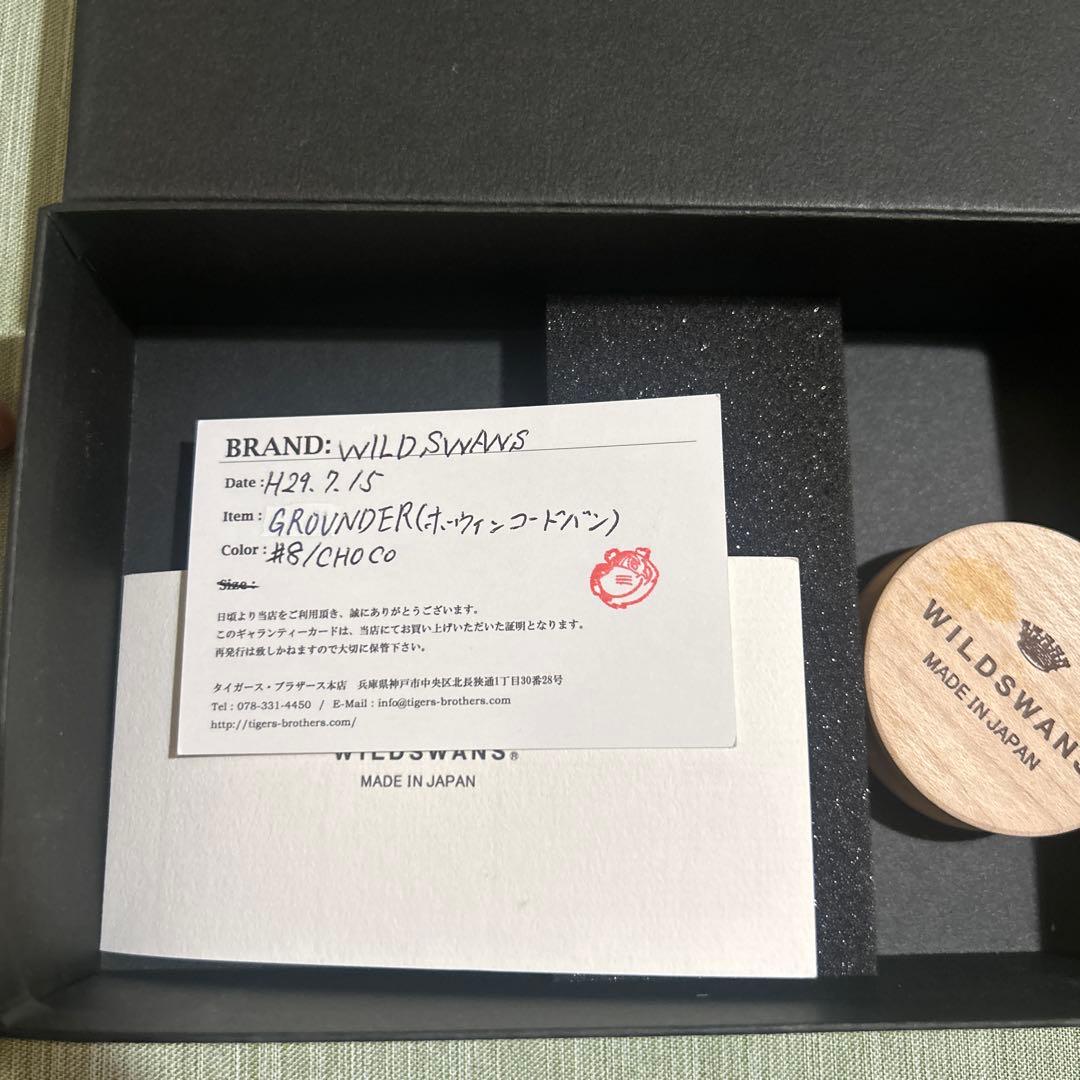 BRAND: WILDSWANS
Date : H29.7.15
Item : GROUNDER(ホーウィンコードバン)
Color : #8/CHOCO
Size :
日頃より当店をご利用頂き、誠にありがとうございます。
このギャランティーカードは、当店にてお買い上げいただいた証明となります。
再発行は致しかねますので大切に保管下さい。
タイガース・ブラザース本店 兵庫県神戸市中央区北長狭通1丁目30番28号
Tel : 078-331-4450 / E-Mail : info@tigers-brothers.com
http://tigers-brothers.com/
WILDSWANS®
MADE IN JAPAN
WILDSWANS
MADE IN JAPAN